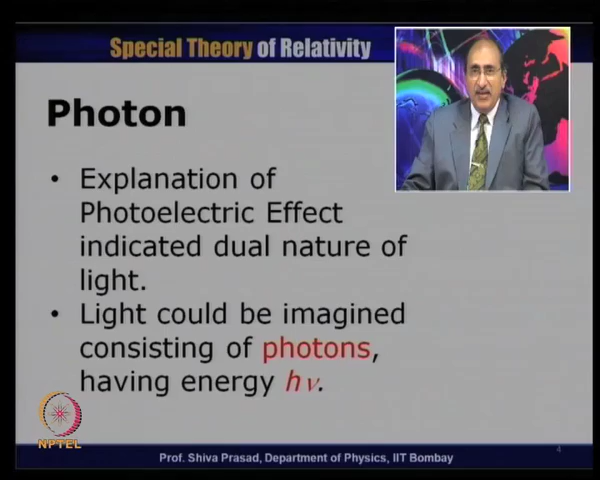 Special Theory of Relativity
Photon
• Explanation of
Photoelectric Effect
indicated dual nature of
light.
• Light could be imagined
consisting of photons,
having energy hν.
NPTEL
Prof. Shiva Prasad, Department of Physics, IIT Bombay
4